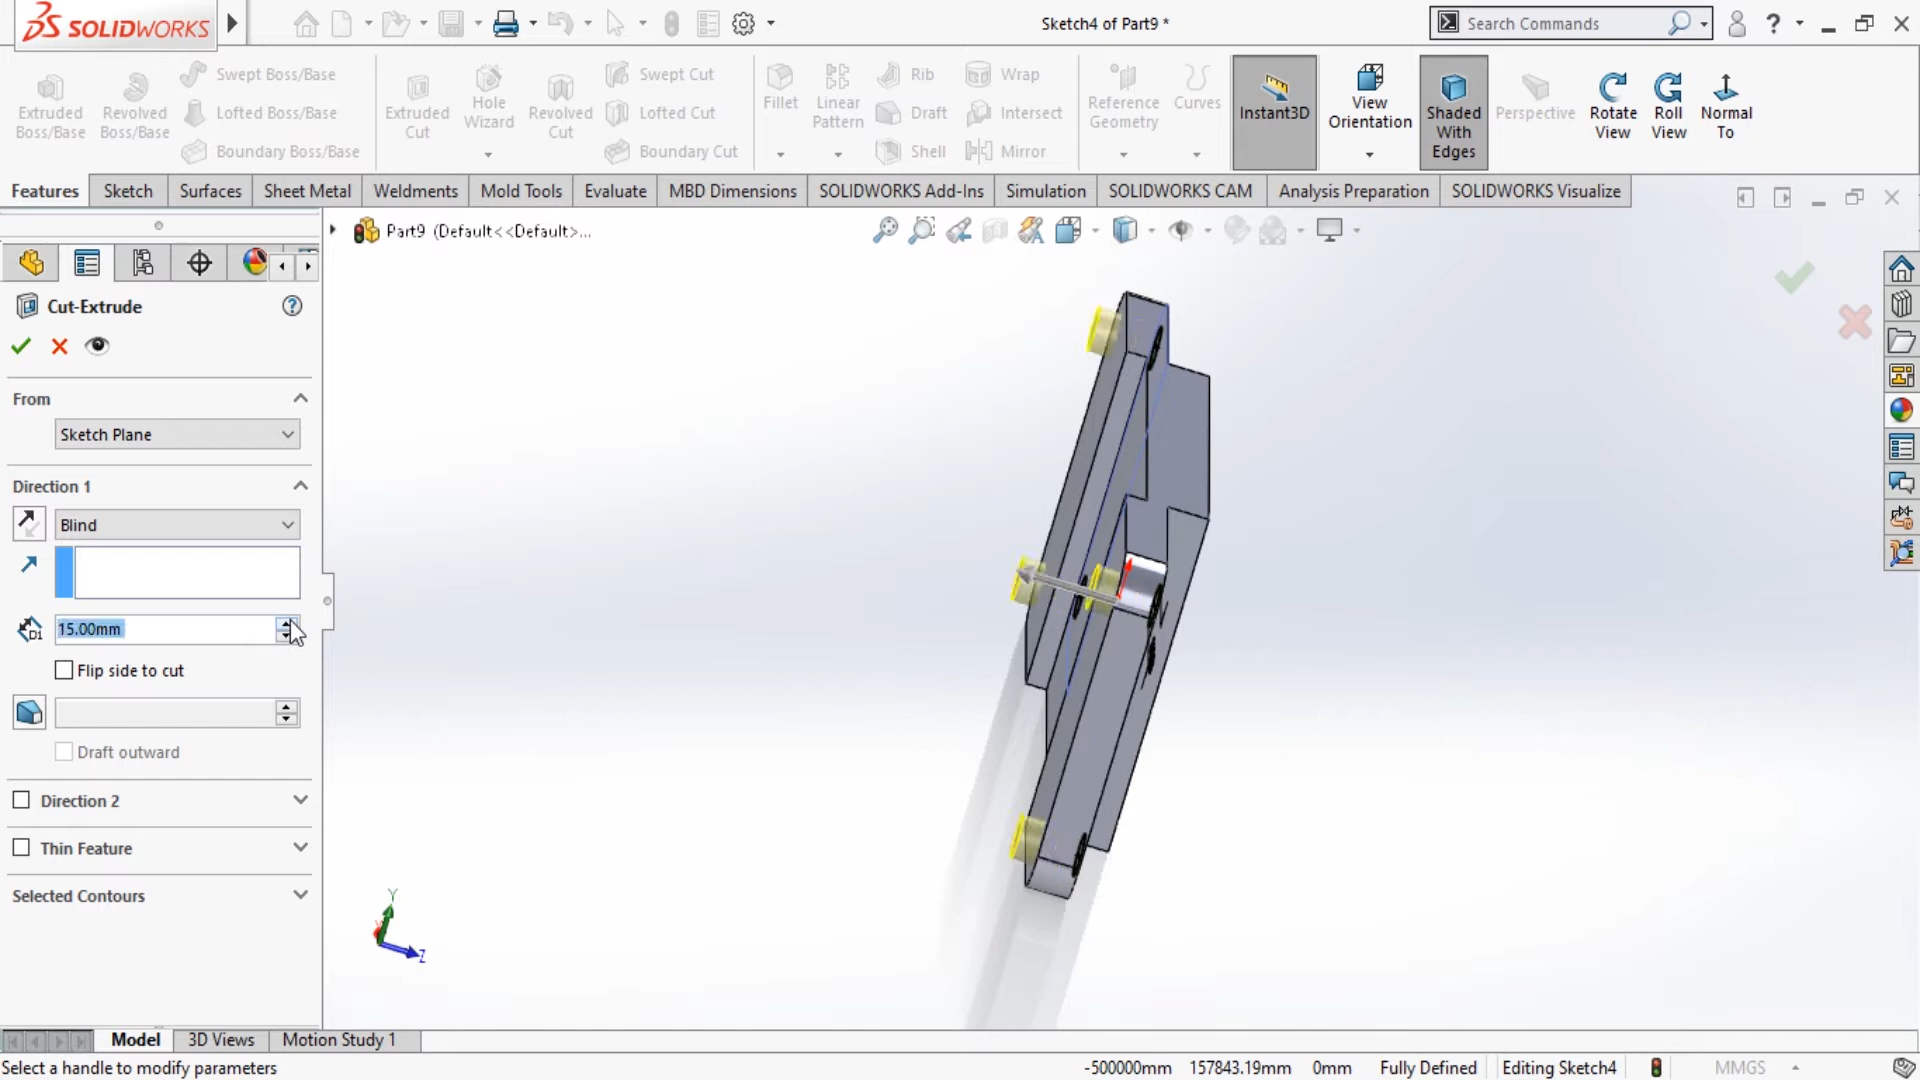 SOLIDWORKS
Sketch4 of Part9 *
Search Commands
Extruded Boss/Base
Revolved Boss/Base
Swept Boss/Base
Lofted Boss/Base
Boundary Boss/Base
Extruded Cut
Hole Wizard
Revolved Cut
Swept Cut
Lofted Cut
Boundary Cut
Fillet
Linear Pattern
Rib
Draft
Shell
Wrap
Intersect
Mirror
Reference Geometry
Curves
Instant3D
View Orientation
Shaded With Edges
Perspective
Rotate View
Roll View
Normal To
Features
Sketch
Surfaces
Sheet Metal
Weldments
Mold Tools
Evaluate
MBD Dimensions
SOLIDWORKS Add-Ins
Simulation
SOLIDWORKS CAM
Analysis Preparation
SOLIDWORKS Visualize
Part9 (Default<<Default>...
Cut-Extrude
From
Sketch Plane
Direction 1
Blind
D1
15.00mm
Flip side to cut
Draft outward
Direction 2
Thin Feature
Selected Contours
Y
Z
Model
3D Views
Motion Study 1
Select a handle to modify parameters
-500000mm
157843.19mm
0mm
Fully Defined
Editing Sketch4
MMGS